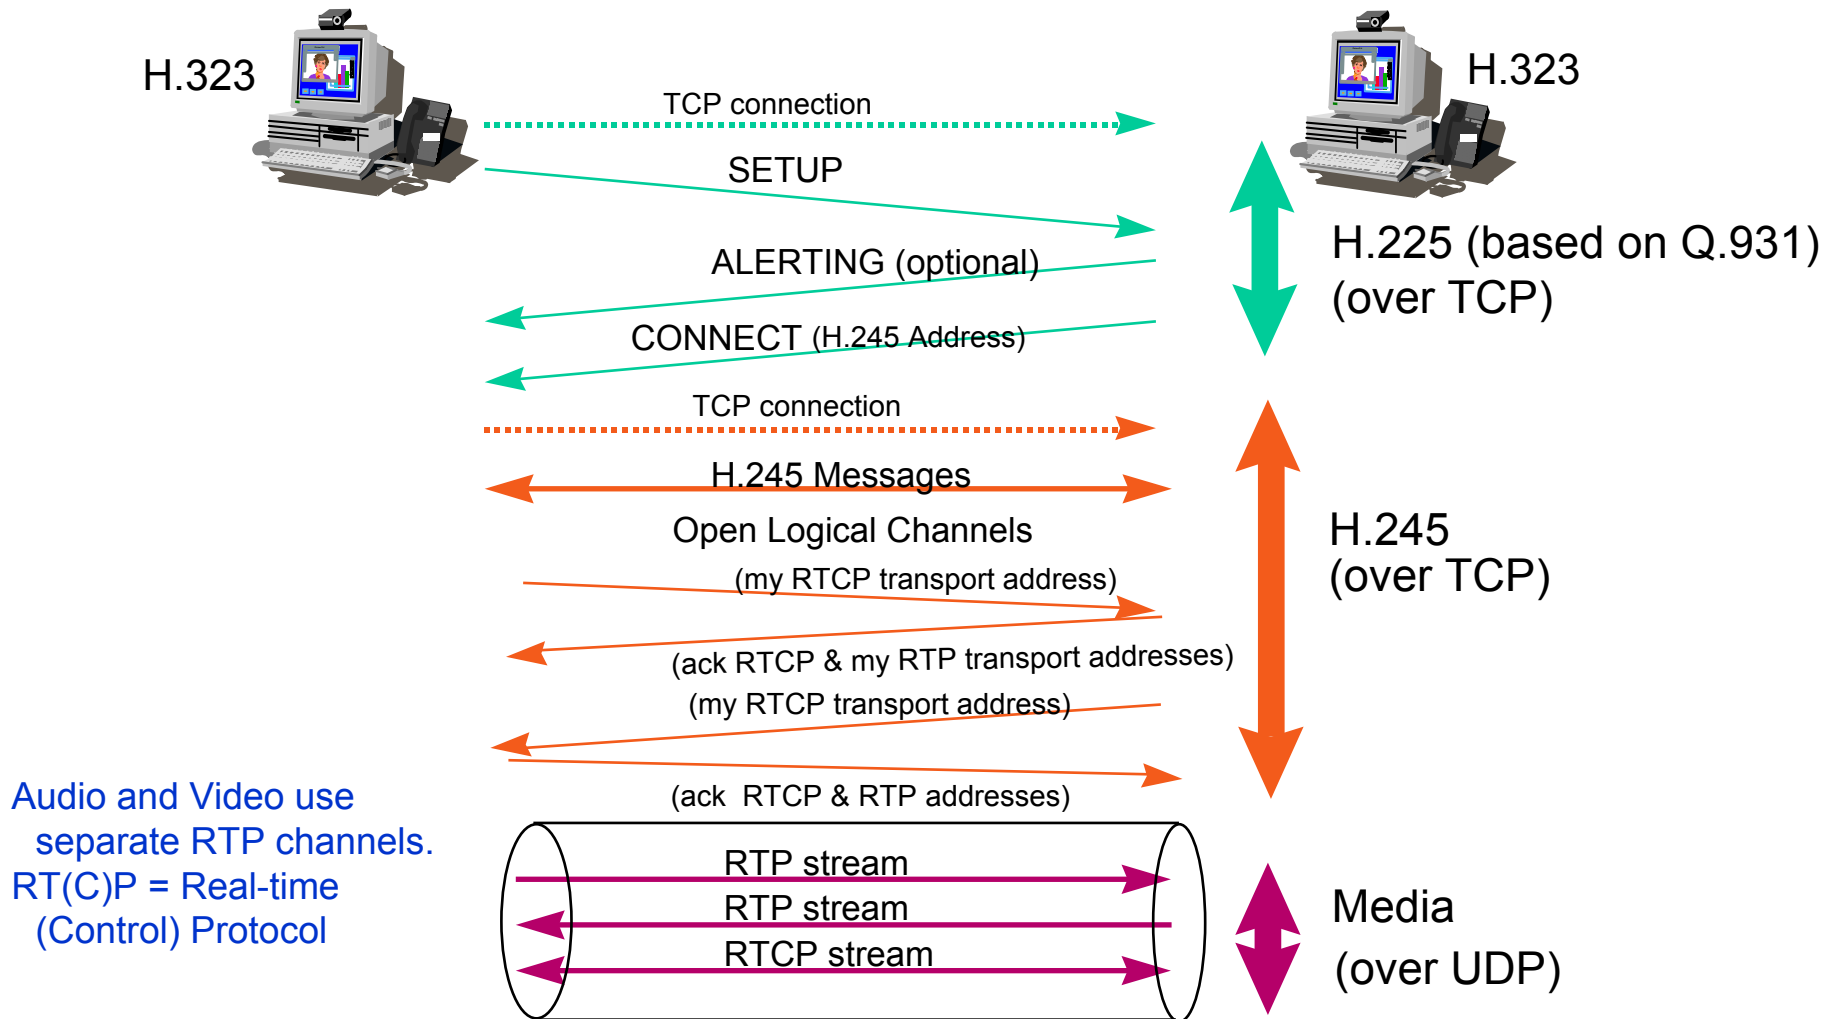 H.323
H.323
TCP connection
SETUP
ALERTING (optional)
H.225 (based on Q.931)
(over TCP)
CONNECT (H.245 Address)
TCP connection
H.245 Messages
Open Logical Channels
H.245
(over TCP)
(my RTCP transport address)
(ack RTCP & my RTP transport addresses)
(my RTCP transport address)
(ack RTCP & RTP addresses)
Audio and Video use
separate RTP channels.
RT(C)P = Real-time
(Control) Protocol
RTP stream
RTP stream
RTCP stream
Media
(over UDP)